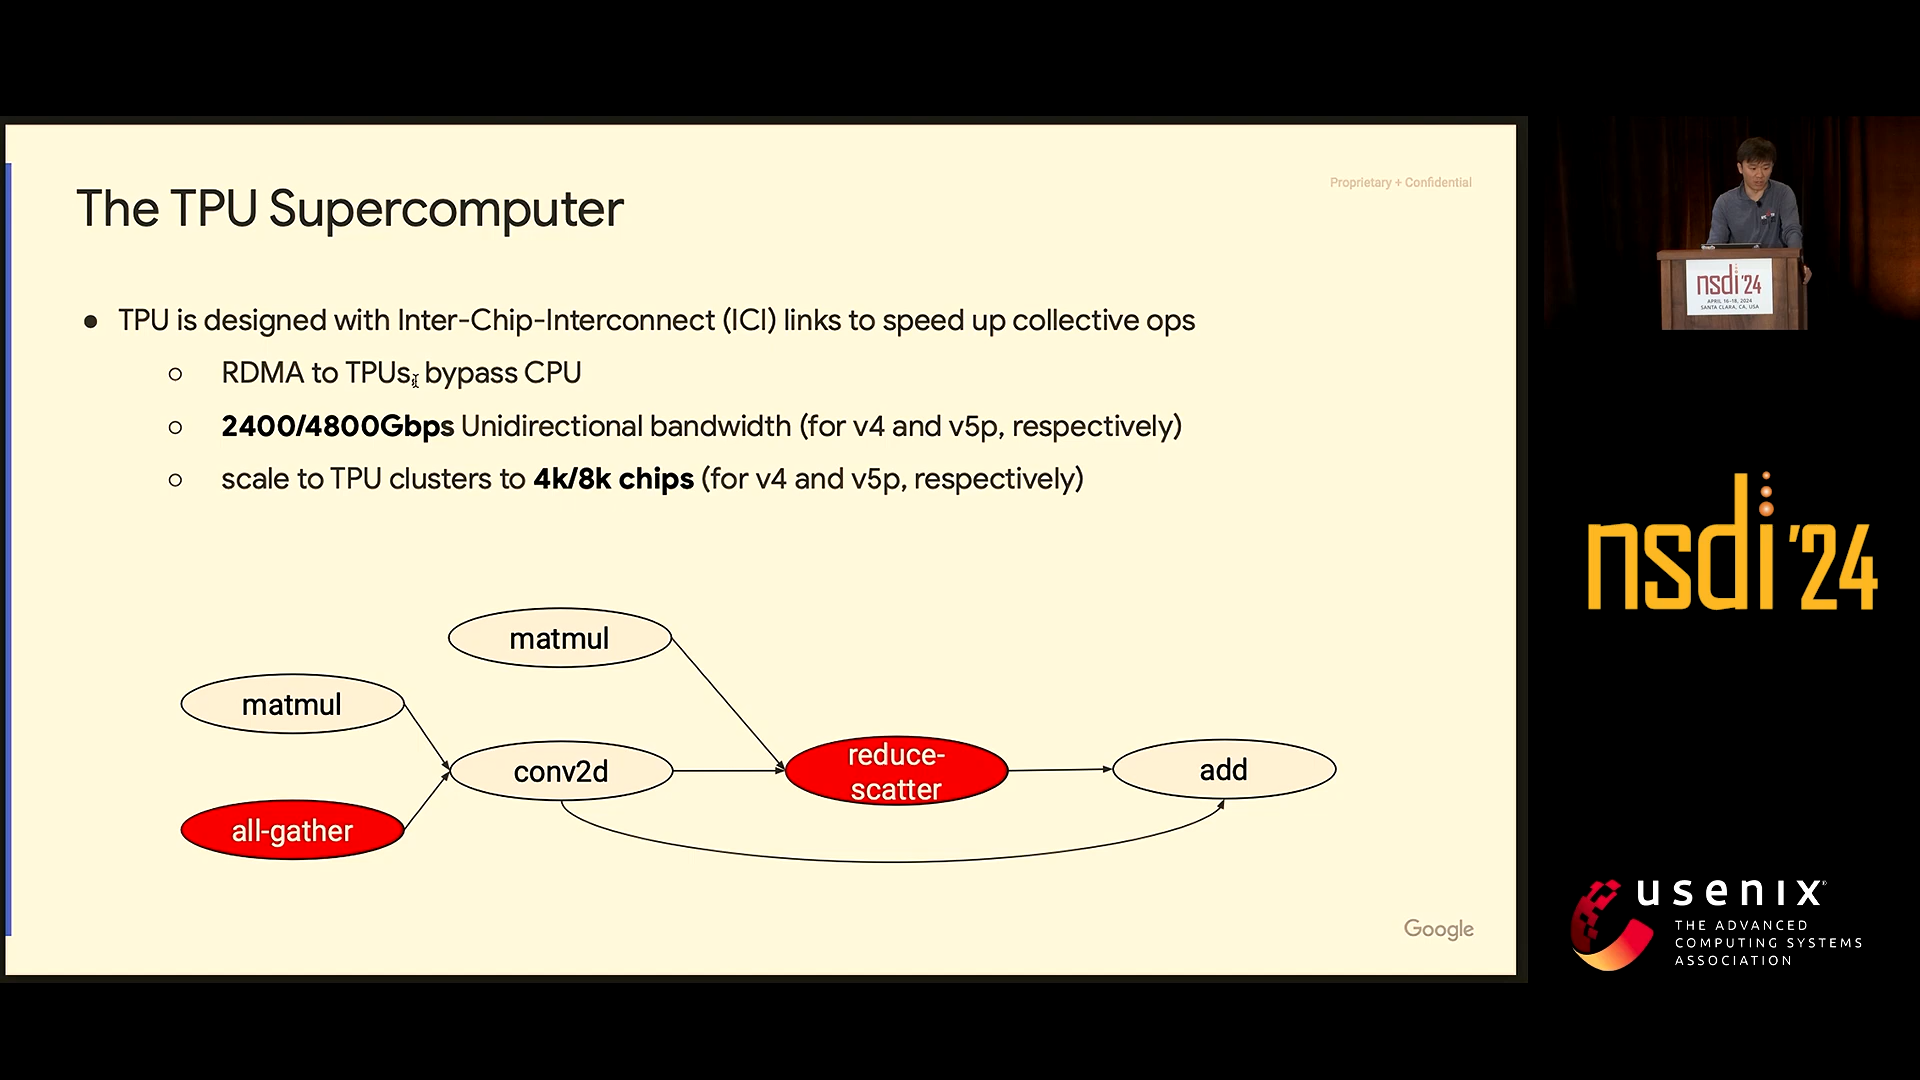 The TPU Supercomputer
Proprietary + Confidential
● TPU is designed with Inter-Chip-Interconnect (ICI) links to speed up collective ops
○ RDMA to TPUs, bypass CPU
○ 2400/4800Gbps Unidirectional bandwidth (for v4 and v5p, respectively)
○ scale to TPU clusters to 4k/8k chips (for v4 and v5p, respectively)
matmul
matmul
conv2d
all-gather
reduce-
scatter
add
Google
nsdi '24
APRIL 16–18, 2024
SANTA CLARA, CA, USA
nsdi '24
usenix®
THE ADVANCED
COMPUTING SYSTEMS
ASSOCIATION